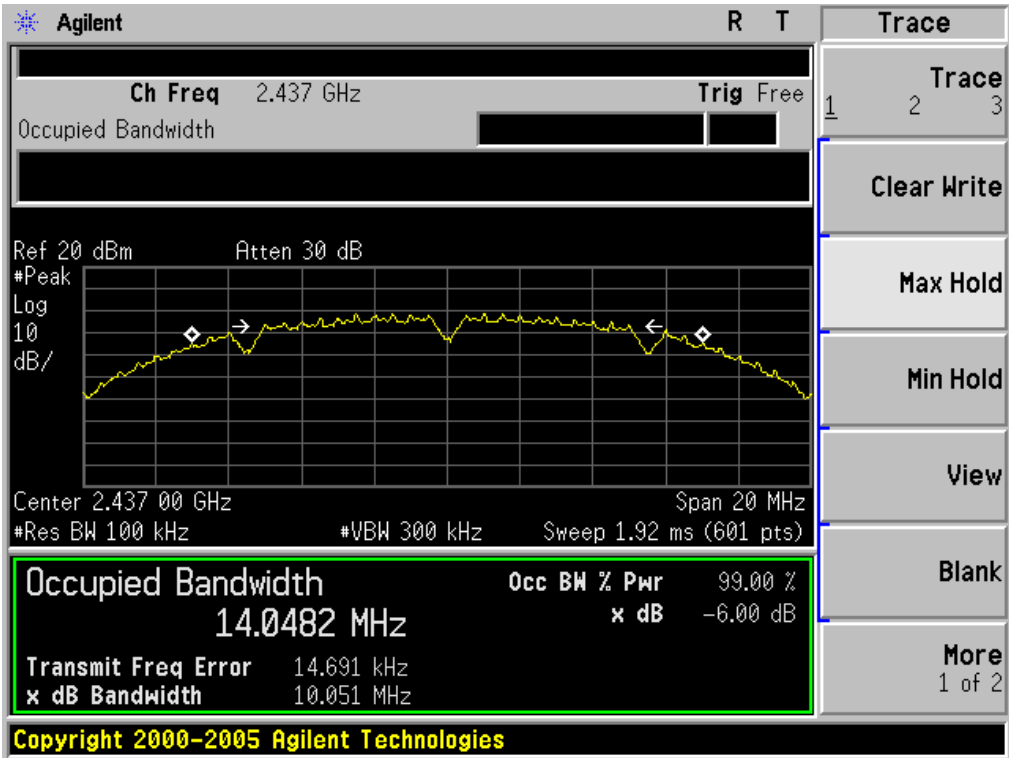 Agilent R T Trace
Ch Freq 2.437 GHz Trig Free
Occupied Bandwidth
Trace
1 2 3
Clear Write
Max Hold
Min Hold
View
Blank
More
1 of 2
Ref 20 dBm Atten 30 dB
#Peak
Log
10
dB/
Center 2.437 00 GHz Span 20 MHz
#Res BW 100 kHz #VBW 300 kHz Sweep 1.92 ms (601 pts)
Occupied Bandwidth Occ BW % Pwr 99.00 %
14.0482 MHz x dB -6.00 dB
Transmit Freq Error 14.691 kHz
x dB Bandwidth 10.051 MHz
Copyright 2000-2005 Agilent Technologies